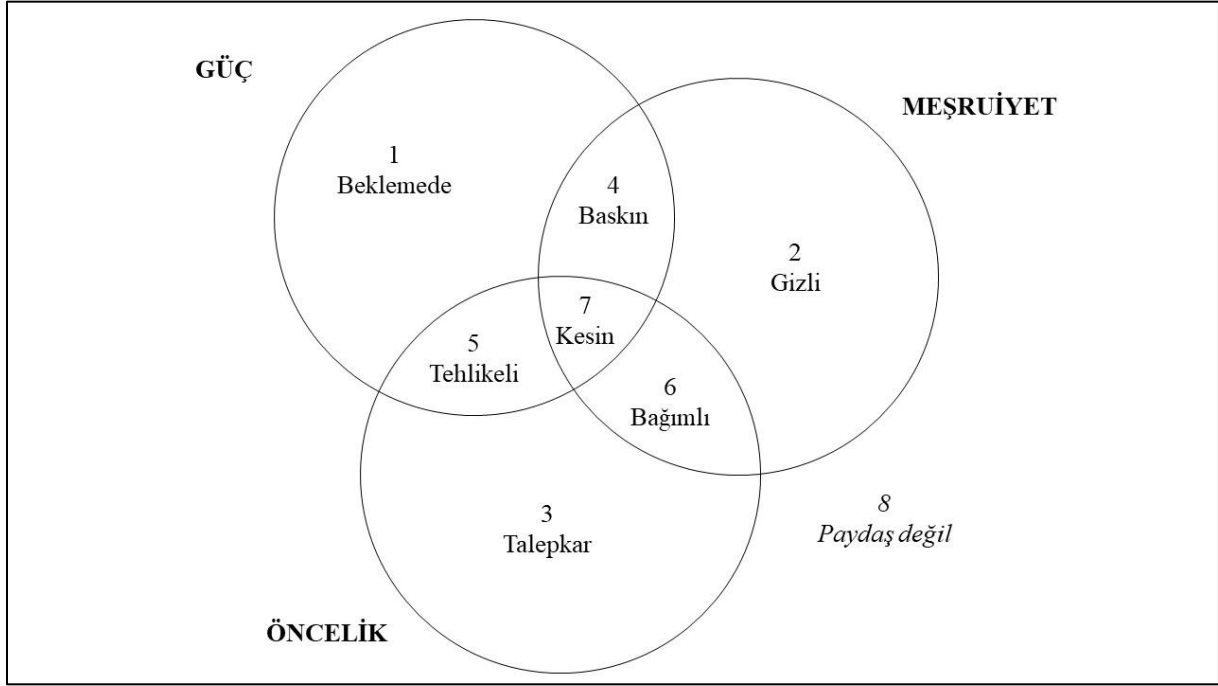 GÜÇ
MEŞRUİYET
1
Beklemede
4
Baskın
2
Gizli
7
Kesin
5
Tehlikeli
6
Bağımlı
3
Talepkar
8
Paydaş değil
ÖNCELİK